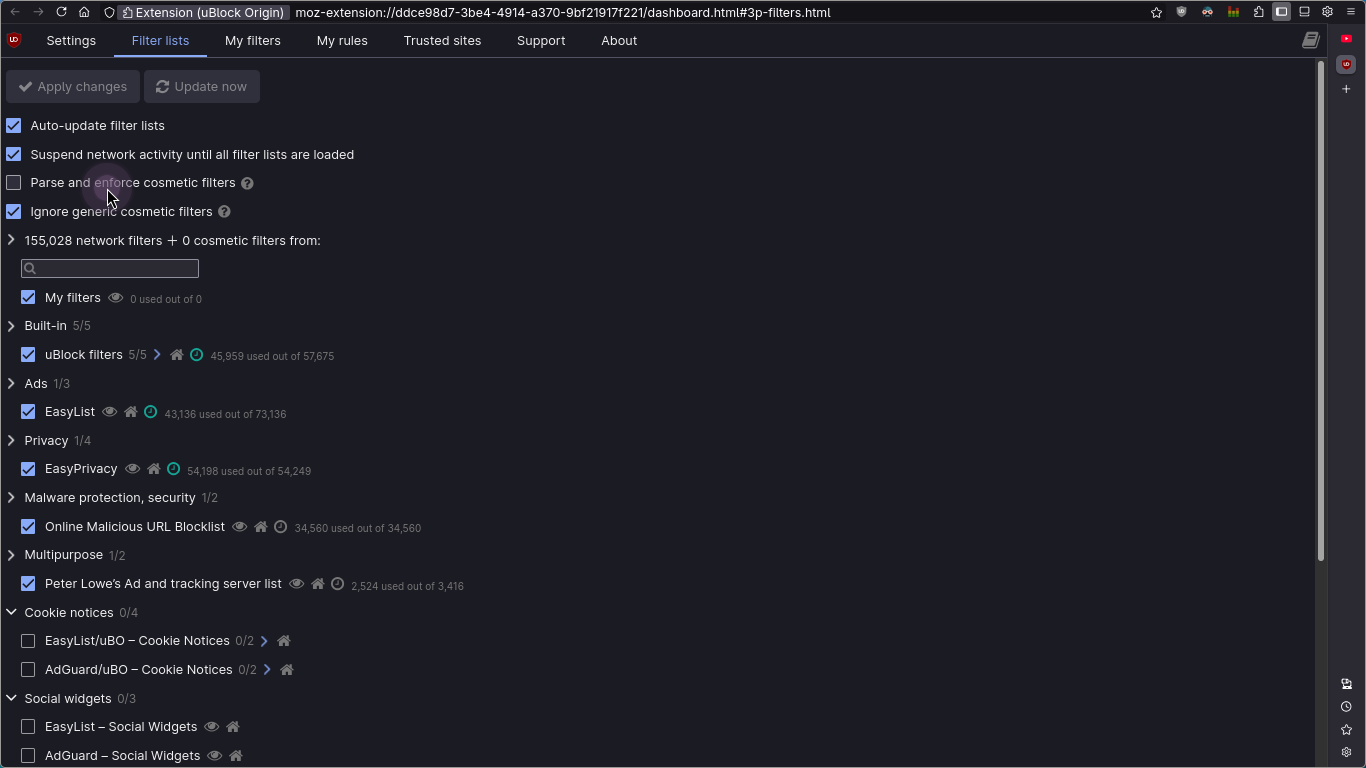 Extension (uBlock Origin) moz-extension://ddce98d7-3be4-4914-a370-9bf21917f221/dashboard.html#3p-filters.html
Settings Filter lists My filters My rules Trusted sites Support About
Apply changes Update now
Auto-update filter lists
Suspend network activity until all filter lists are loaded
Parse and enforce cosmetic filters
Ignore generic cosmetic filters
155,028 network filters + 0 cosmetic filters from:
My filters 0 used out of 0
Built-in 5/5
uBlock filters 5/5 45,959 used out of 57,675
Ads 1/3
EasyList 43,136 used out of 73,136
Privacy 1/4
EasyPrivacy 54,198 used out of 54,249
Malware protection, security 1/2
Online Malicious URL Blocklist 34,560 used out of 34,560
Multipurpose 1/2
Peter Lowe’s Ad and tracking server list 2,524 used out of 3,416
Cookie notices 0/4
EasyList/uBO – Cookie Notices 0/2
AdGuard/uBO – Cookie Notices 0/2
Social widgets 0/3
EasyList – Social Widgets
AdGuard – Social Widgets